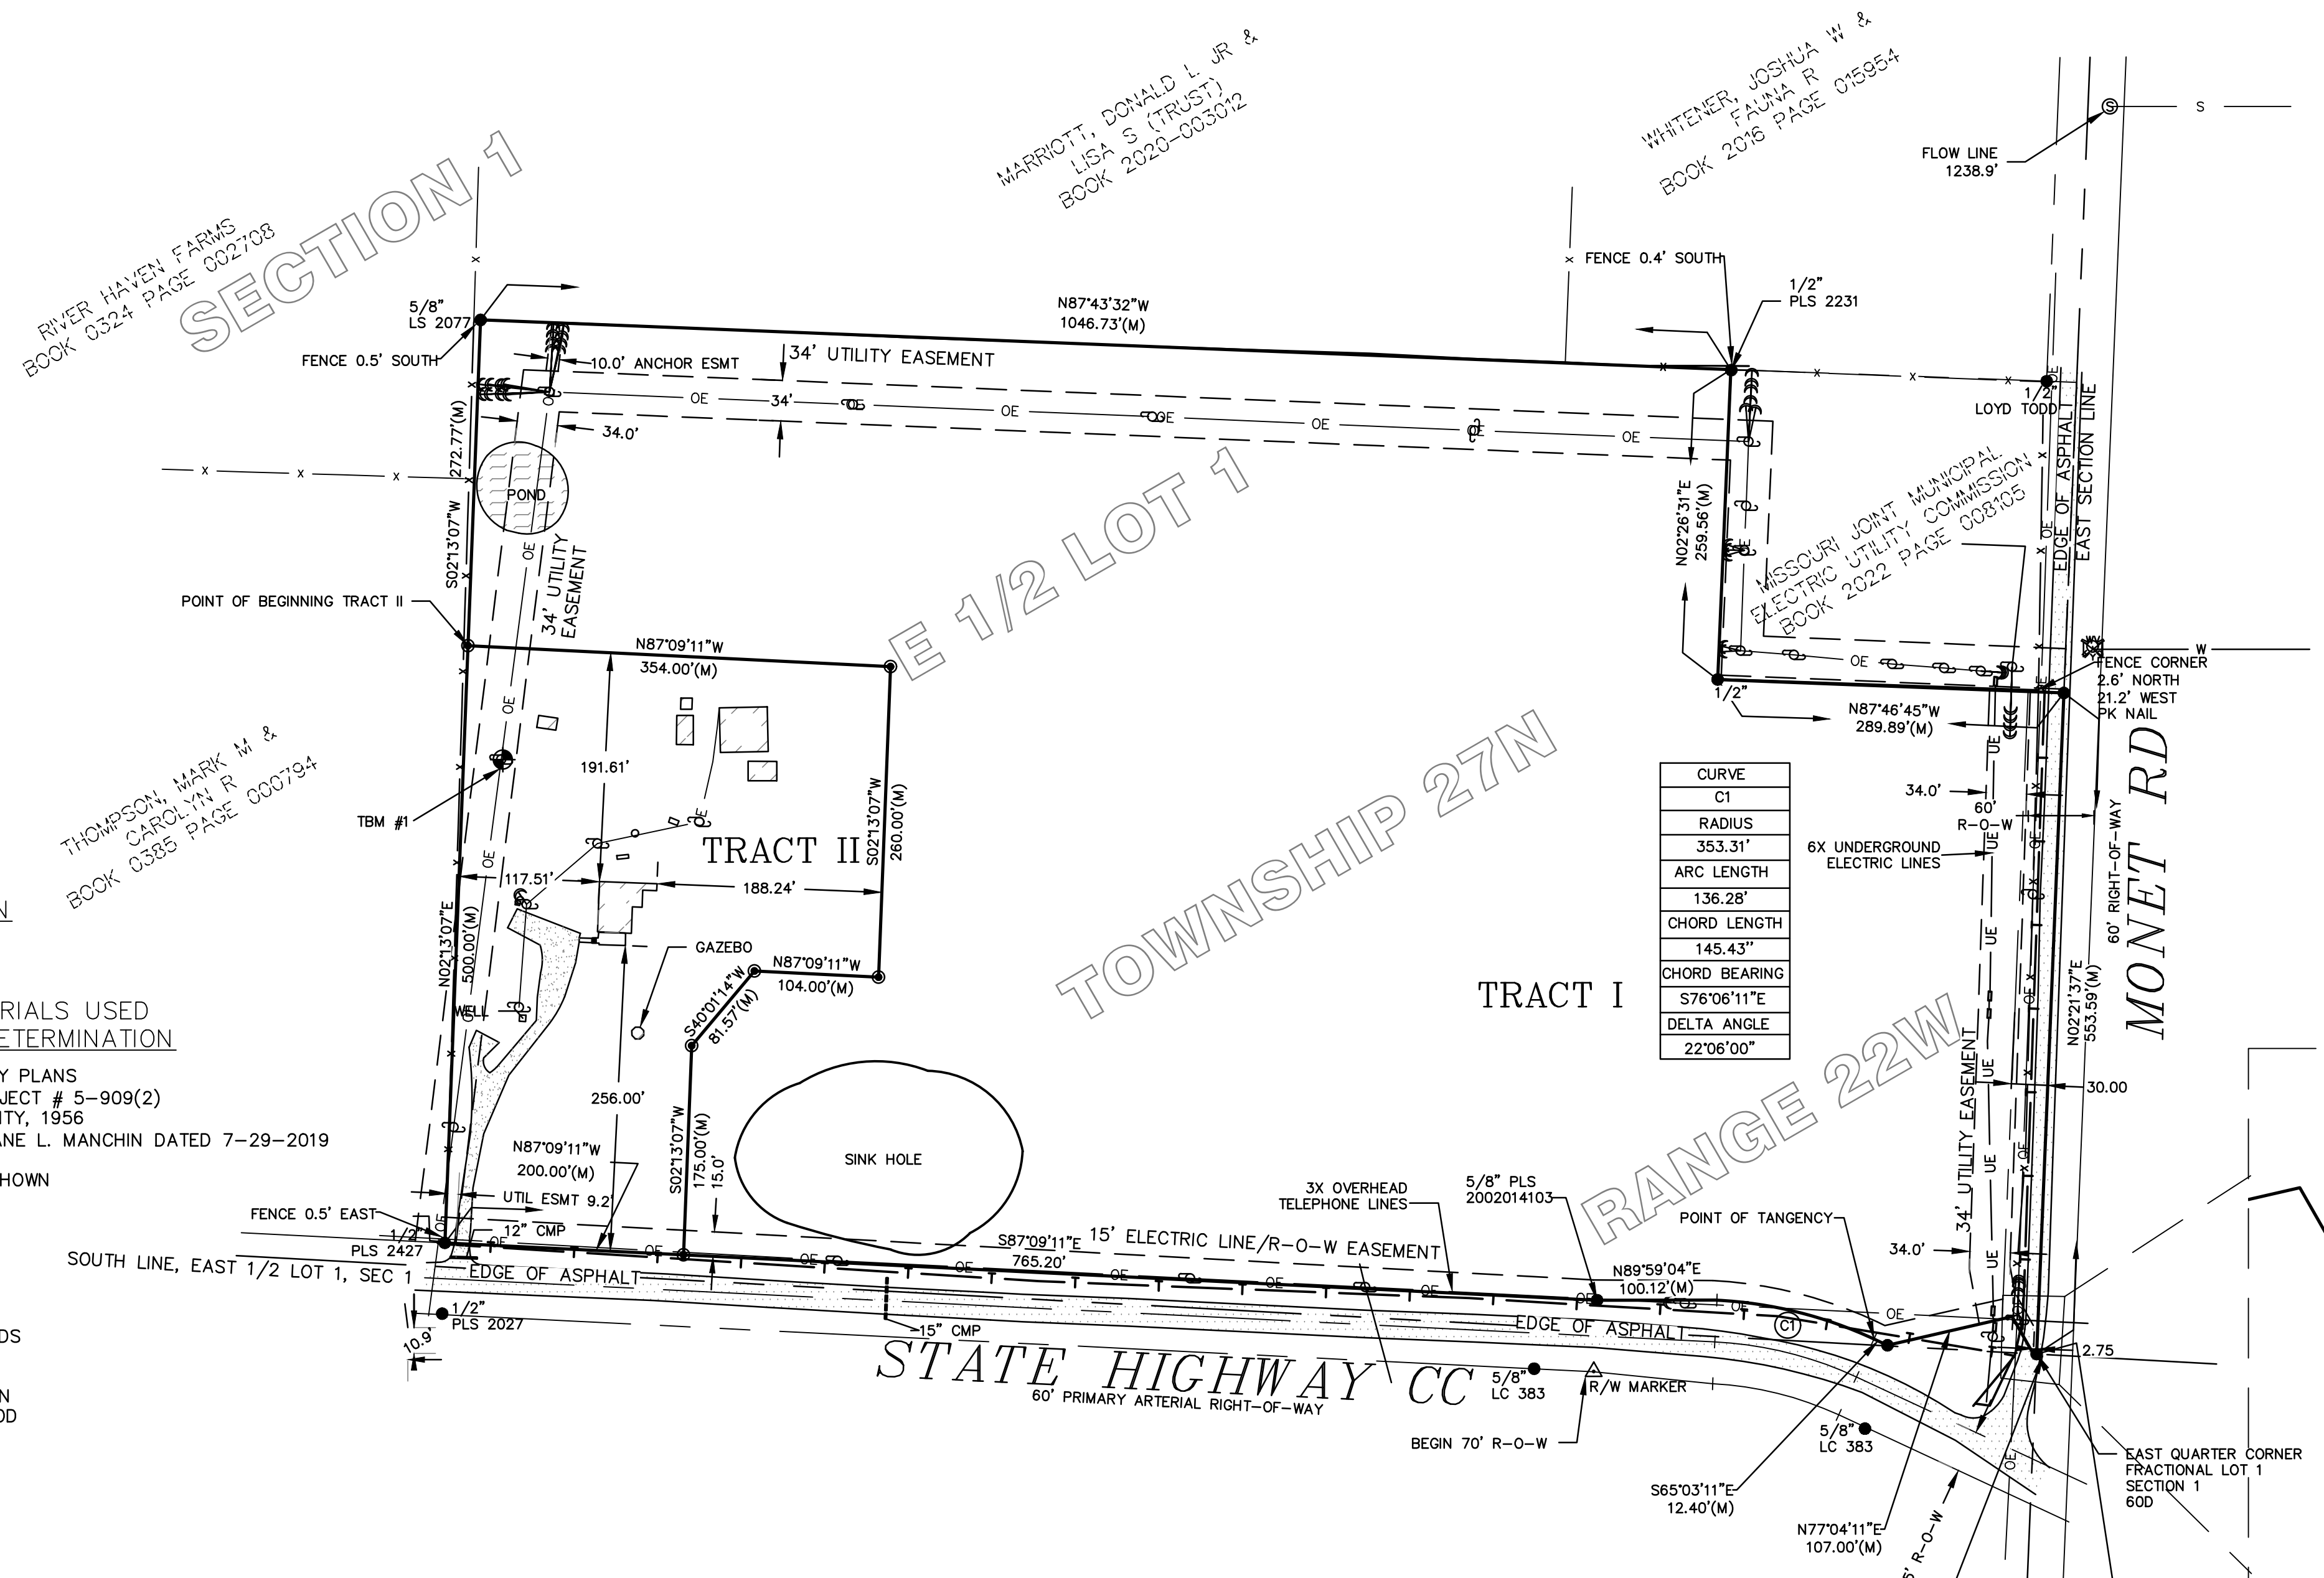 RIVER HAVEN FARMS
BOOK 0324 PAGE 002708
SECTION 1
MARRIOTT, DONALD L JR &
LISA S (TRUST)
BOOK 2020-003012
WHITENER, JOSHUA W &
FAUNA R
BOOK 2016 PAGE 015954
FLOW LINE
1238.9'
S
S
FENCE 0.4' SOUTH
1/2"
PLS 2231
5/8"
LS 2077
FENCE 0.5' SOUTH
N87°43'32"W
1046.73'(M)
10.0' ANCHOR ESMT
34' UTILITY EASEMENT
34'
34.0'
OE
OE
OE
OE
OE
1/2"
LOYD TODD
EDGE OF ASPHALT
EAST SECTION LINE
272.77'(M)
S02°13'07"W
POND
34' UTILITY
EASEMENT
E 1/2 LOT 1
N02°26'31"E
259.56'(M)
MISSOURI JOINT MUNICIPAL
ELECTRIC UTILITY COMMISSION
BOOK 2022 PAGE 008105
POINT OF BEGINNING TRACT II
N87°09'11"W
354.00'(M)
OE
W
FENCE CORNER
2.6' NORTH
21.2' WEST
PK NAIL
1/2"
N87°46'45"W
289.89'(M)
THOMPSON, MARK M &
CAROLYN R
BOOK 0385 PAGE 000794
TBM #1
191.61'
TRACT II
S02°13'07"W
260.00'(M)
117.51'
188.24'
TOWNSHIP 27N
CURVE
C1
RADIUS
353.31'
ARC LENGTH
136.28'
CHORD LENGTH
145.43''
CHORD BEARING
S76°06'11"E
DELTA ANGLE
22°06'00"
34.0'
60'
R-O-W
6X UNDERGROUND
ELECTRIC LINES
60' RIGHT-OF-WAY
MONET RD
N
N02°13'07"E
500.00'(M)
GAZEBO
N87°09'11"W
104.00'(M)
S40°01'14"W
81.57'(M)
WELL
TRACT I
RANGE 22W
N02°21'37"E
553.59'(M)
30.00
34' UTILITY EASEMENT
RIALS USED
ETERMINATION
Y PLANS
JECT # 5-909(2)
ITY, 1956
ANE L. MANCHIN DATED 7-29-2019
HOWN
DS
N
OD
256.00'
N87°09'11"W
200.00'(M)
S02°13'07"W
175.00'(M)
15.0'
SINK HOLE
UTIL ESMT 9.2'
FENCE 0.5' EAST
1/2"
PLS 2427
12" CMP
SOUTH LINE, EAST 1/2 LOT 1, SEC 1
EDGE OF ASPHALT
3X OVERHEAD
TELEPHONE LINES
5/8" PLS
2002014103
POINT OF TANGENCY
34.0'
S87°09'11"E
765.20'
15' ELECTRIC LINE/R-O-W EASEMENT
N89°59'04"E
100.12'(M)
C1
EDGE OF ASPHALT
2.75
1/2"
PLS 2027
10.9'
15" CMP
STATE HIGHWAY CC
60' PRIMARY ARTERIAL RIGHT-OF-WAY
5/8"
LC 383
R/W MARKER
BEGIN 70' R-O-W
5/8"
LC 383
EAST QUARTER CORNER
FRACTIONAL LOT 1
SECTION 1
60D
S65°03'11"E
12.40'(M)
N77°04'11"E
107.00'(M)
5' R-O-W